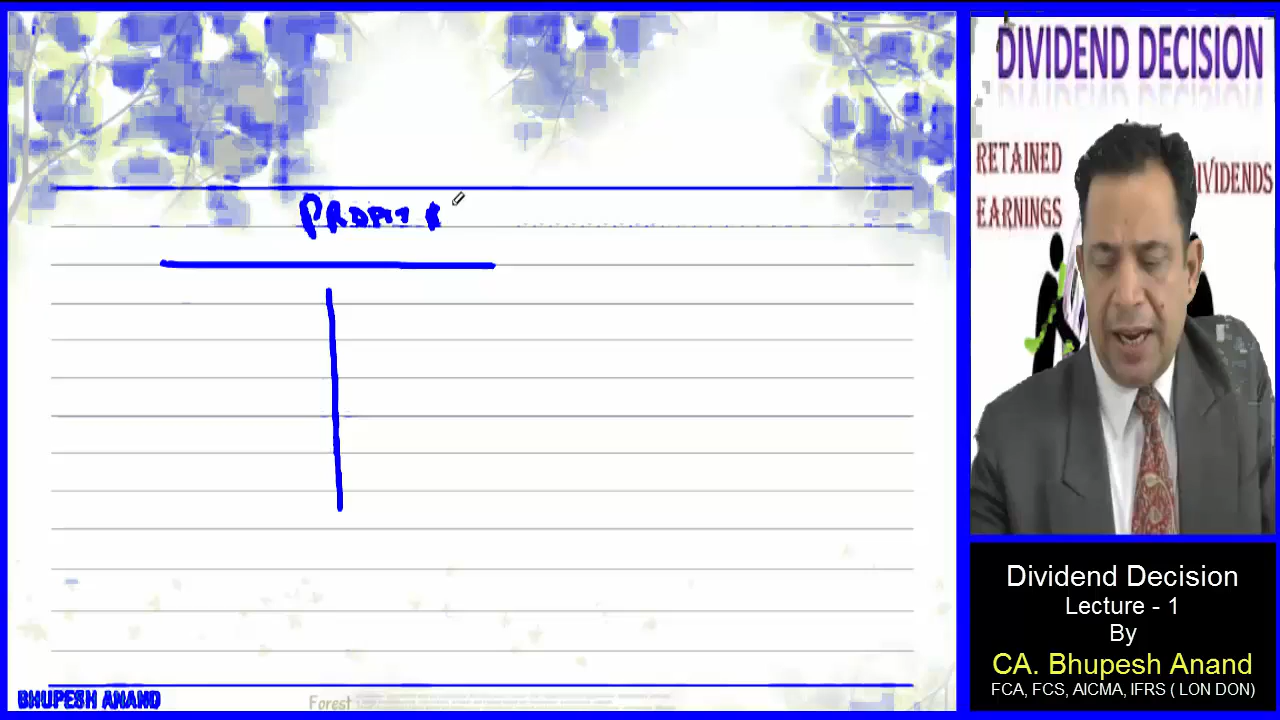 PROFIT &
BHUPESH ANAND
Forest
DIVIDEND DECISION
RETAINED
EARNINGS
DIVIDENDS
Dividend Decision
Lecture - 1
By
CA. Bhupesh Anand
FCA, FCS, AICMA, IFRS ( LON DON)